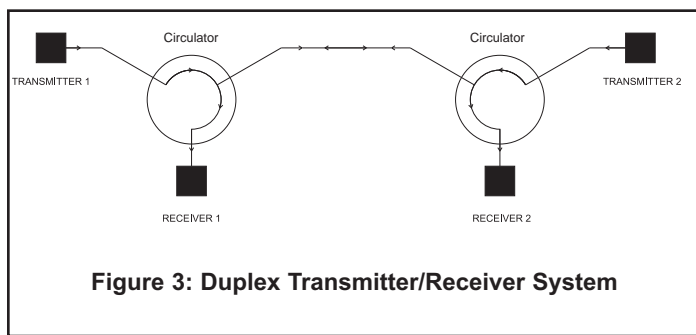 Circulator
Circulator
TRANSMITTER 1
TRANSMITTER 2
RECEIVER 1
RECEIVER 2
Figure 3: Duplex Transmitter/Receiver System